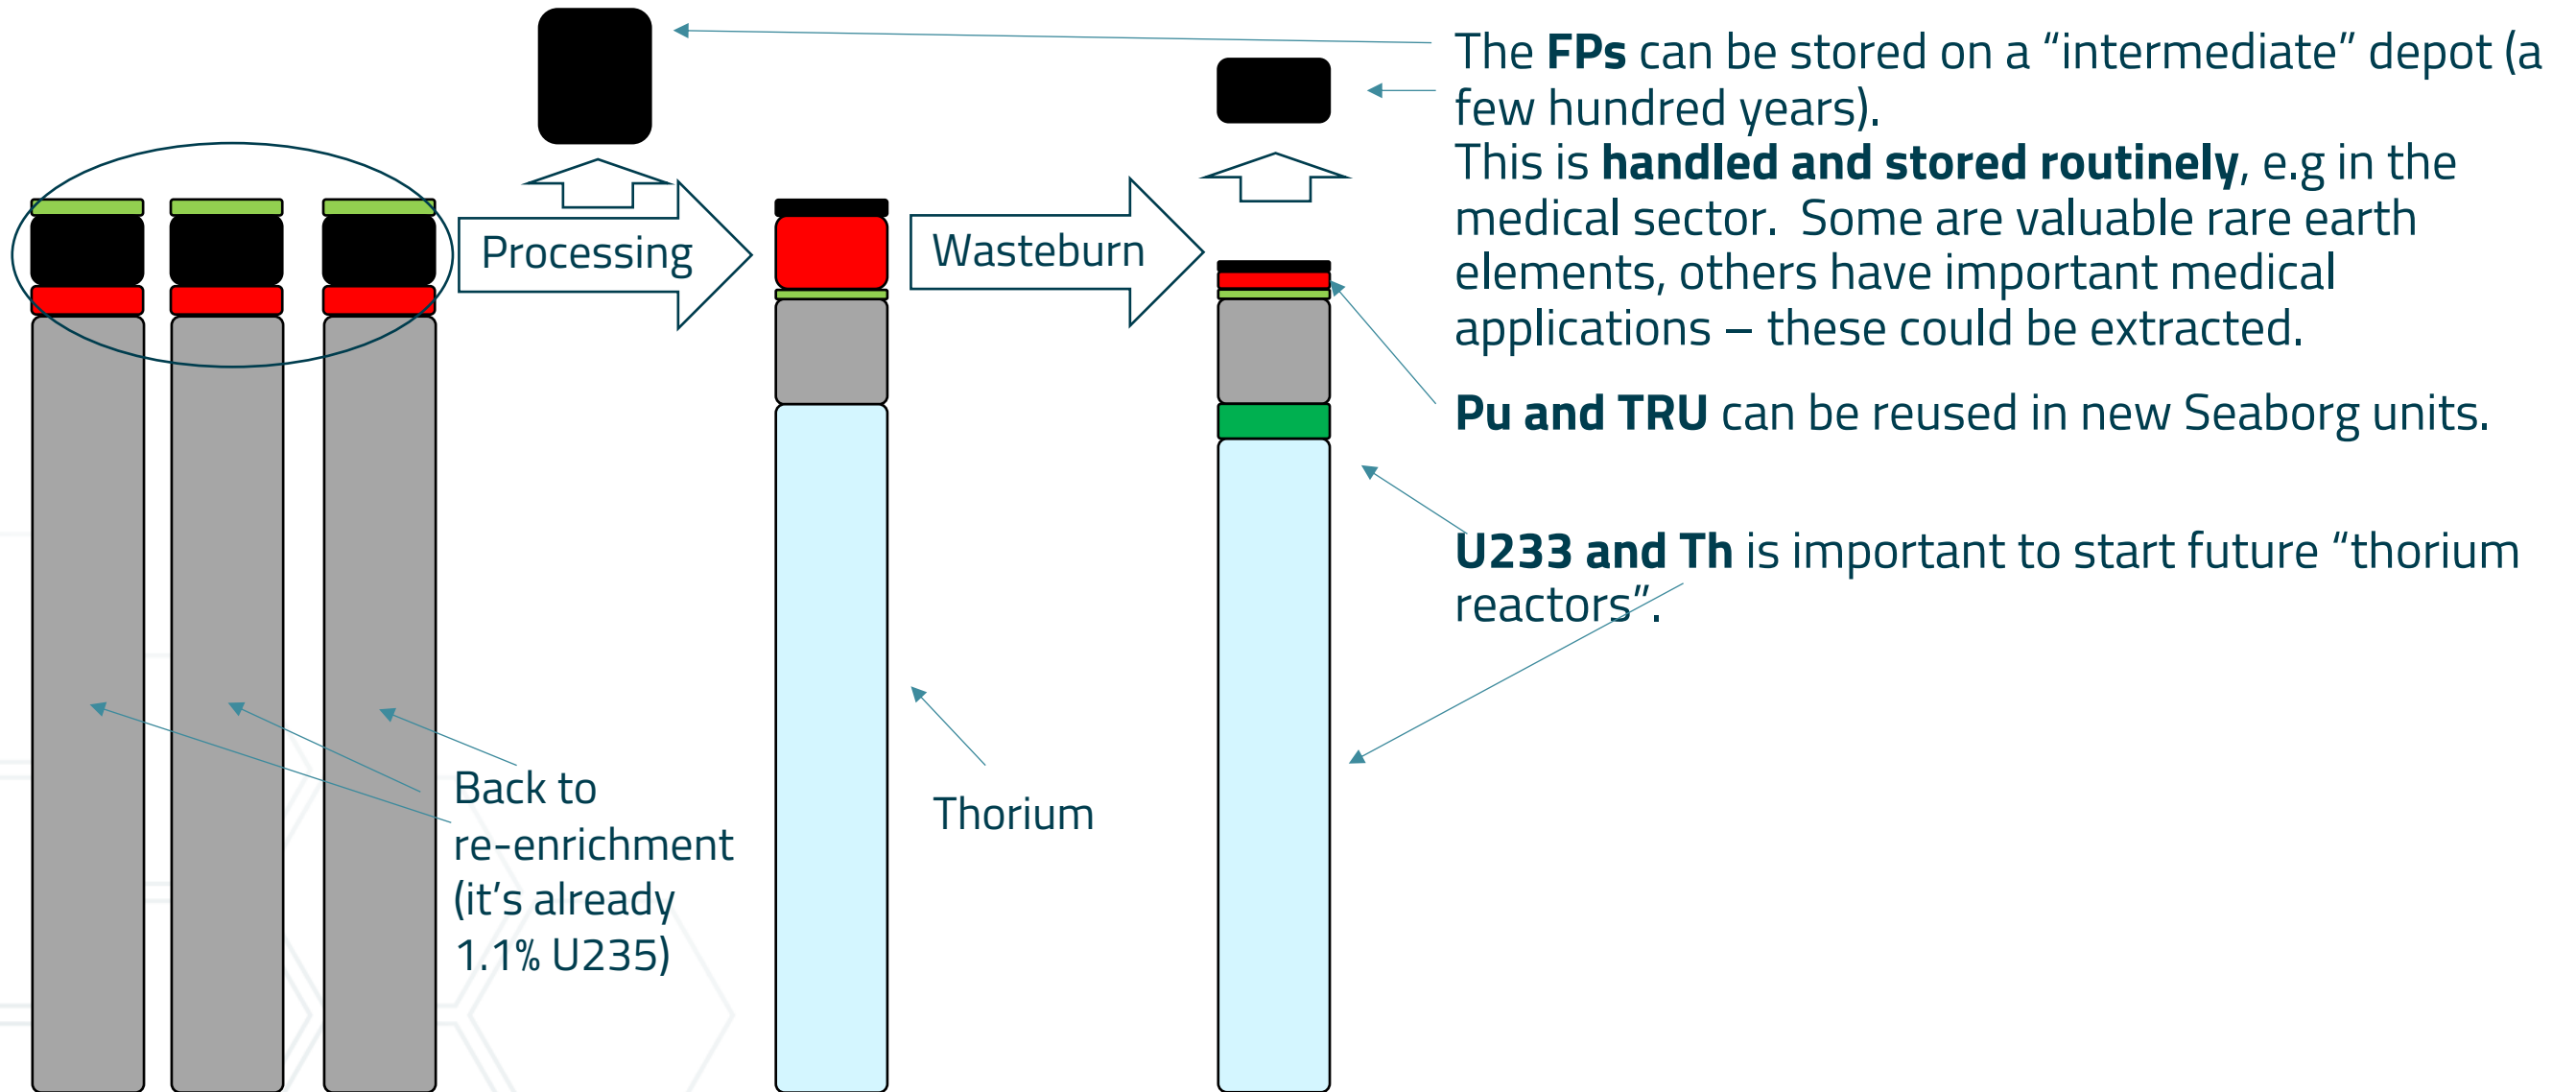 The FPs can be stored on a “intermediate” depot (a
few hundred years).
This is handled and stored routinely, e.g in the
medical sector.  Some are valuable rare earth
elements, others have important medical
applications – these could be extracted.
Processing
Wasteburn
Pu and TRU can be reused in new Seaborg units.
U233 and Th is important to start future “thorium
reactors”.
Back to
re-enrichment
(it’s already
1.1% U235)
Thorium